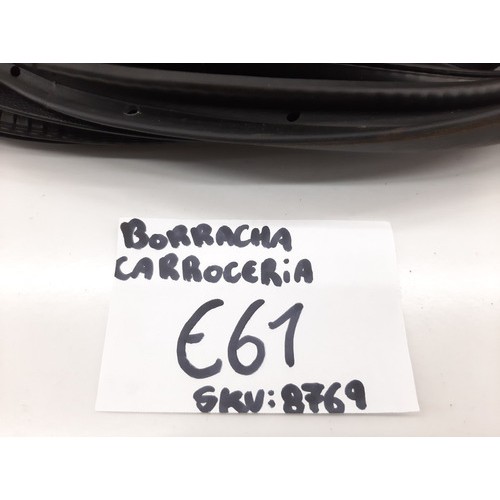 BORRACHA
CARROCERiA
E61
SKU: 8769